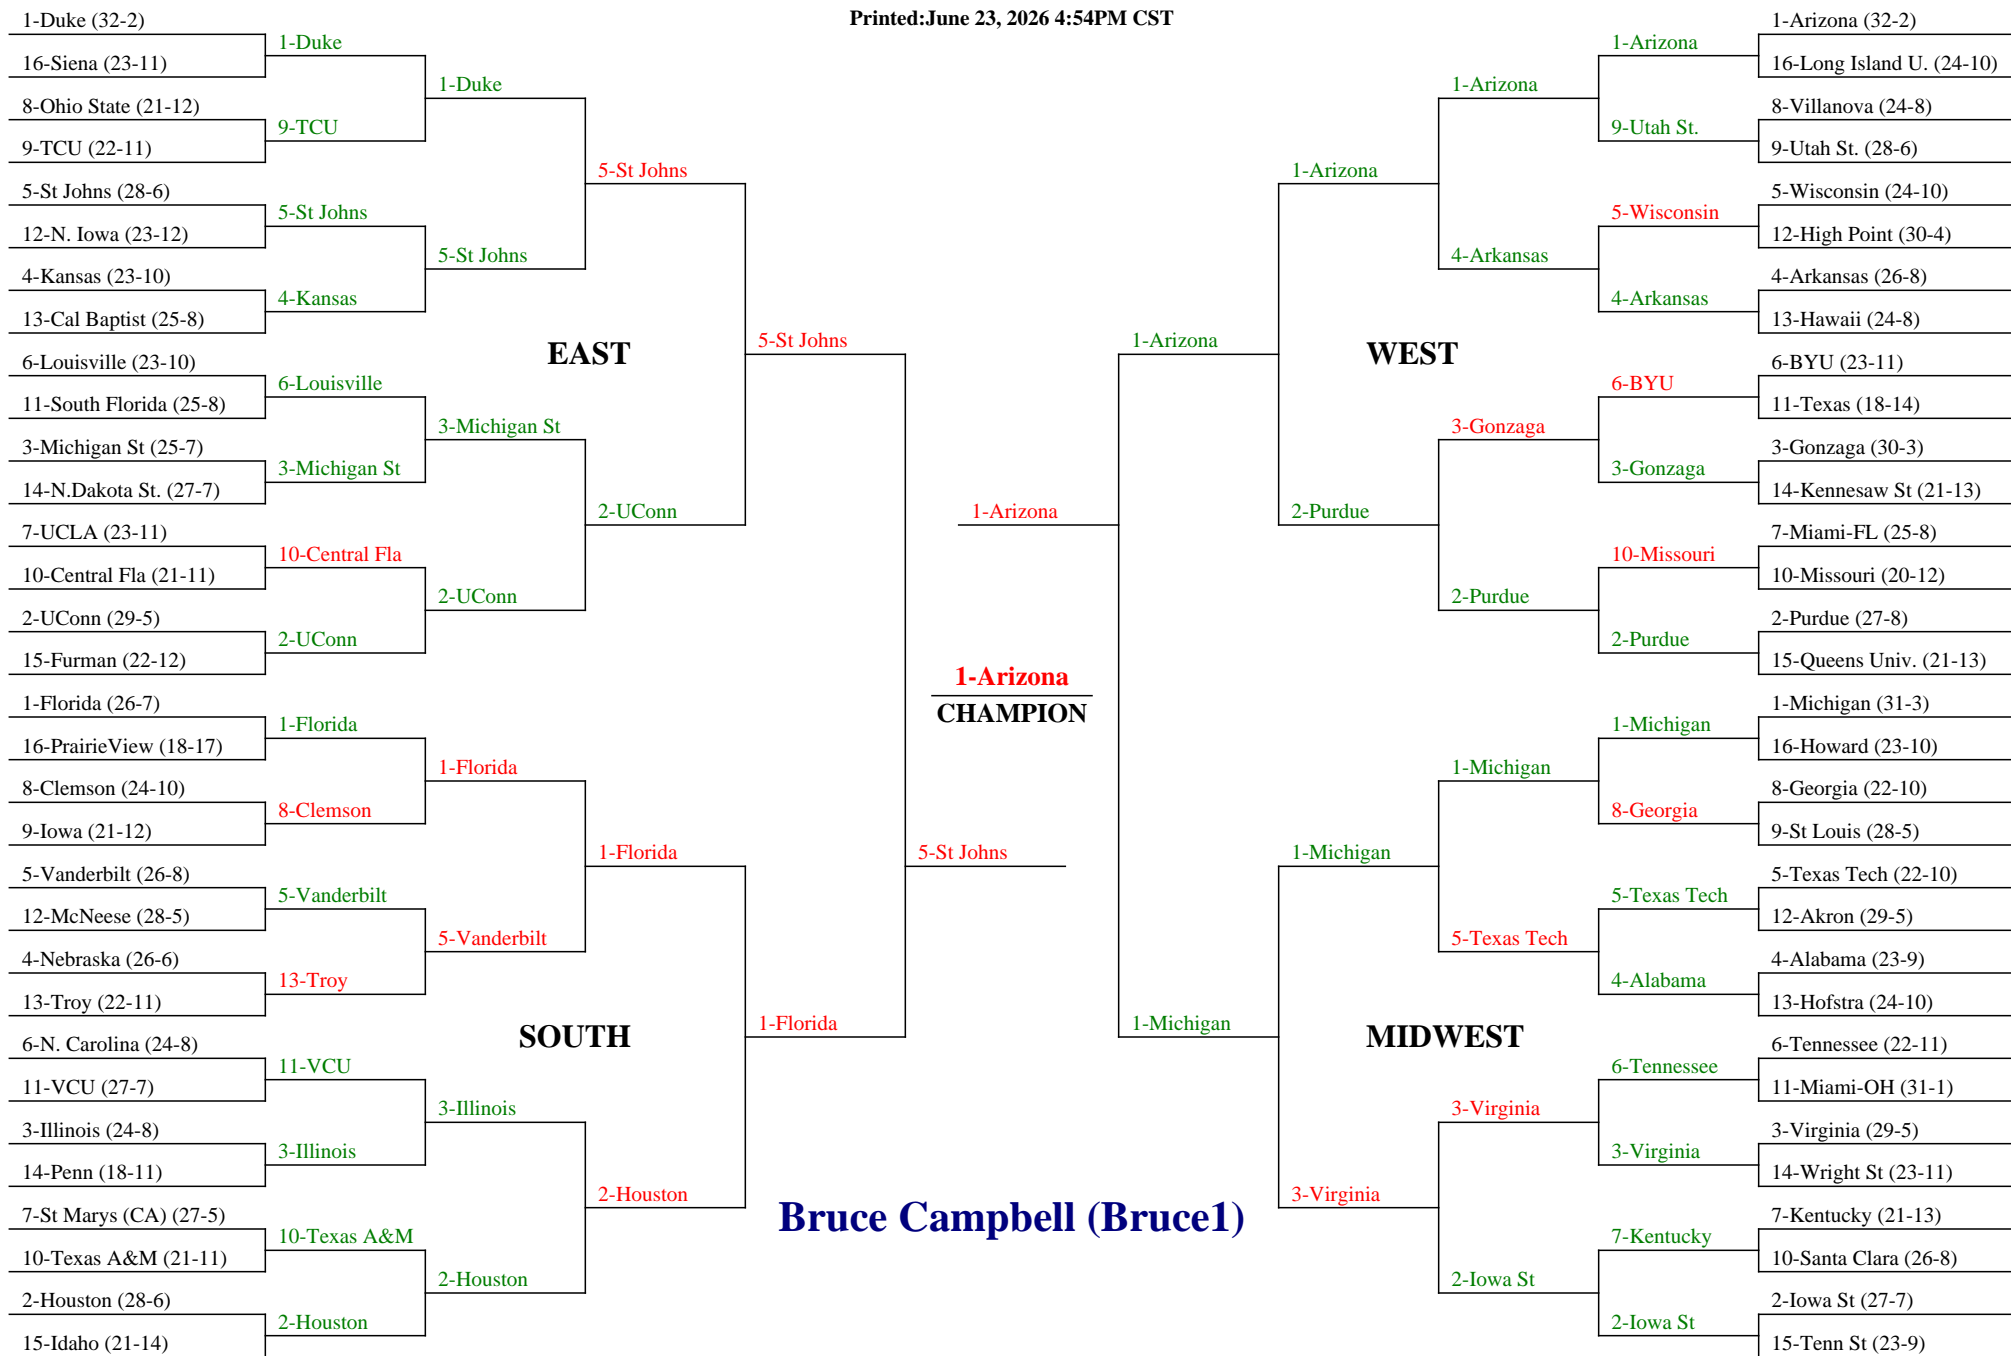 Printed:June 23, 2026 4:54PM CST
1-Duke (32-2)
16-Siena (23-11)
8-Ohio State (21-12)
9-TCU (22-11)
5-St Johns (28-6)
12-N. Iowa (23-12)
4-Kansas (23-10)
13-Cal Baptist (25-8)
6-Louisville (23-10)
11-South Florida (25-8)
3-Michigan St (25-7)
14-N.Dakota St. (27-7)
7-UCLA (23-11)
10-Central Fla (21-11)
2-UConn (29-5)
15-Furman (22-12)
1-Florida (26-7)
16-PrairieView (18-17)
8-Clemson (24-10)
9-Iowa (21-12)
5-Vanderbilt (26-8)
12-McNeese (28-5)
4-Nebraska (26-6)
13-Troy (22-11)
6-N. Carolina (24-8)
11-VCU (27-7)
3-Illinois (24-8)
14-Penn (18-11)
7-St Marys (CA) (27-5)
10-Texas A&M (21-11)
2-Houston (28-6)
15-Idaho (21-14)
1-Duke
9-TCU
5-St Johns
4-Kansas
6-Louisville
3-Michigan St
10-Central Fla
2-UConn
1-Florida
8-Clemson
5-Vanderbilt
13-Troy
11-VCU
3-Illinois
10-Texas A&M
2-Houston
1-Duke
5-St Johns
3-Michigan St
2-UConn
1-Florida
5-Vanderbilt
3-Illinois
2-Houston
EAST
SOUTH
5-St Johns
2-UConn
1-Florida
2-Houston
5-St Johns
1-Florida
5-St Johns
1-Arizona
1-Arizona
CHAMPION
Bruce Campbell (Bruce1)
1-Arizona
1-Michigan
1-Arizona
2-Purdue
1-Michigan
3-Virginia
WEST
MIDWEST
1-Arizona
4-Arkansas
3-Gonzaga
2-Purdue
1-Michigan
5-Texas Tech
3-Virginia
2-Iowa St
1-Arizona
9-Utah St.
5-Wisconsin
4-Arkansas
6-BYU
3-Gonzaga
10-Missouri
2-Purdue
1-Michigan
8-Georgia
5-Texas Tech
4-Alabama
6-Tennessee
3-Virginia
7-Kentucky
2-Iowa St
1-Arizona (32-2)
16-Long Island U. (24-10)
8-Villanova (24-8)
9-Utah St. (28-6)
5-Wisconsin (24-10)
12-High Point (30-4)
4-Arkansas (26-8)
13-Hawaii (24-8)
6-BYU (23-11)
11-Texas (18-14)
3-Gonzaga (30-3)
14-Kennesaw St (21-13)
7-Miami-FL (25-8)
10-Missouri (20-12)
2-Purdue (27-8)
15-Queens Univ. (21-13)
1-Michigan (31-3)
16-Howard (23-10)
8-Georgia (22-10)
9-St Louis (28-5)
5-Texas Tech (22-10)
12-Akron (29-5)
4-Alabama (23-9)
13-Hofstra (24-10)
6-Tennessee (22-11)
11-Miami-OH (31-1)
3-Virginia (29-5)
14-Wright St (23-11)
7-Kentucky (21-13)
10-Santa Clara (26-8)
2-Iowa St (27-7)
15-Tenn St (23-9)